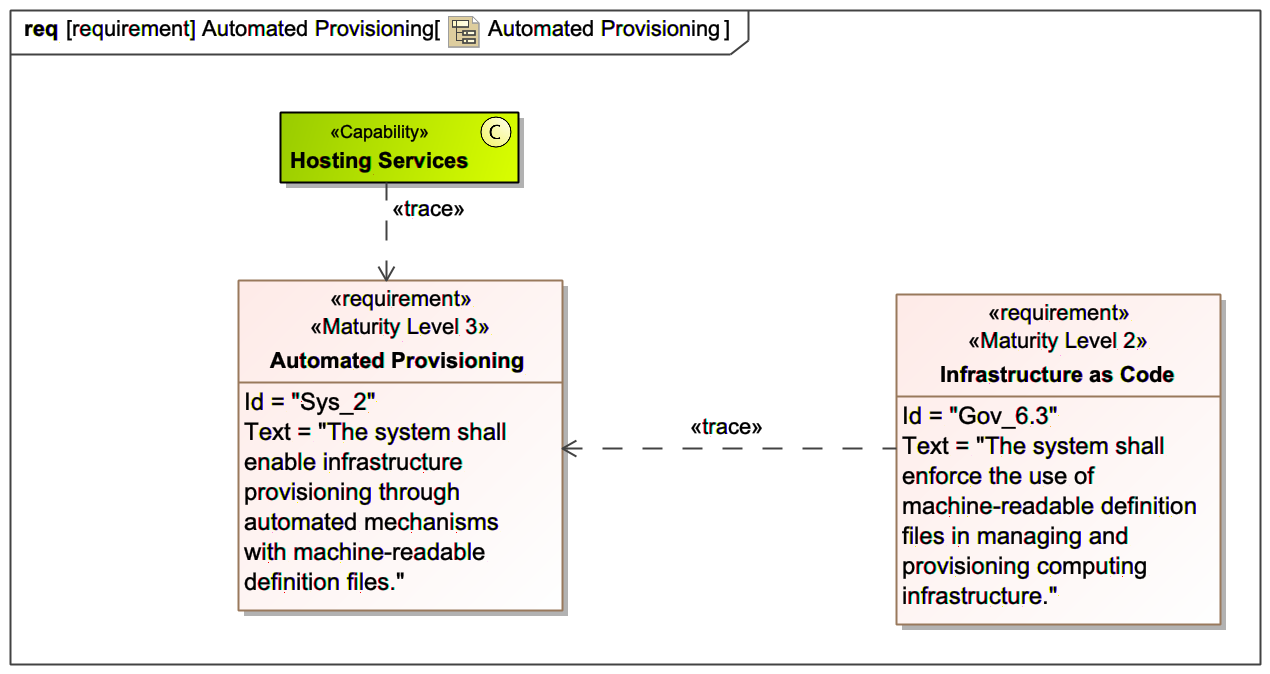 req [requirement] Automated Provisioning[ Automated Provisioning ]
«Capability»
C
Hosting Services
«trace»
«requirement»
«Maturity Level 3»
Automated Provisioning
Id = "Sys_2"
Text = "The system shall
enable infrastructure
provisioning through
automated mechanisms
with machine-readable
definition files."
«trace»
«requirement»
«Maturity Level 2»
Infrastructure as Code
Id = "Gov_6.3"
Text = "The system shall
enforce the use of
machine-readable definition
files in managing and
provisioning computing
infrastructure."